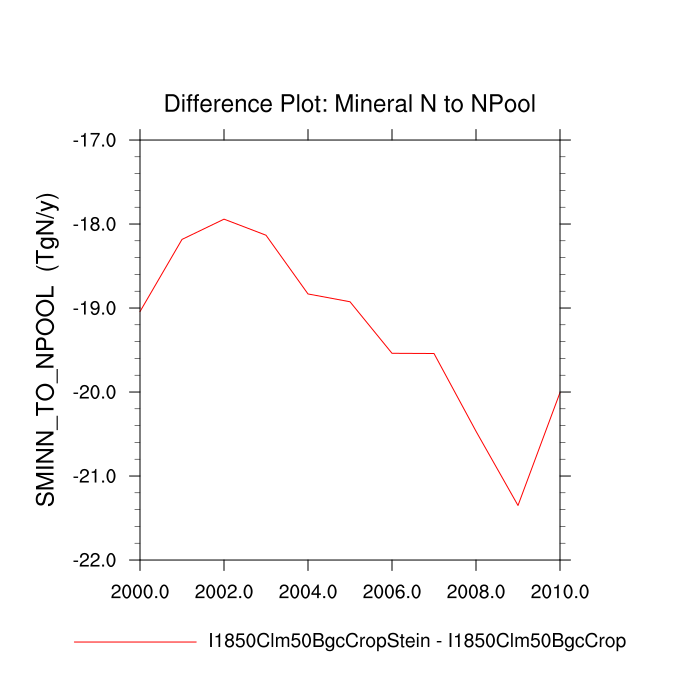 Difference Plot: Mineral N to NPool
SMINN_TO_NPOOL (TgN/y)
-17.0
-18.0
-19.0
-20.0
-21.0
-22.0
2000.0 2002.0 2004.0 2006.0 2008.0 2010.0
I1850Clm50BgcCropStein - I1850Clm50BgcCrop